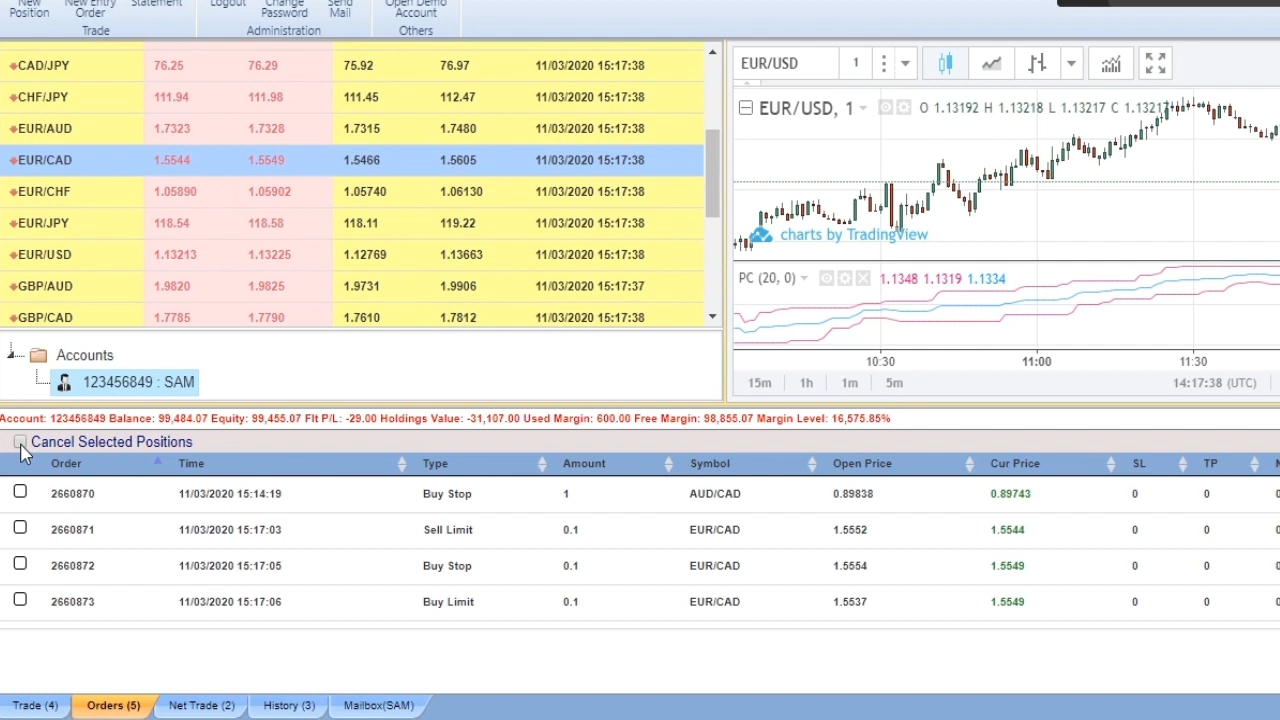 New New Entry Statement Logout Change Send Open Demo
Position Order Password Mail Account
Trade Administration Others
CAD/JPY 76.25 76.29 75.92 76.97 11/03/2020 15:17:38
CHF/JPY 111.94 111.98 111.45 112.47 11/03/2020 15:17:38
EUR/AUD 1.7323 1.7328 1.7315 1.7480 11/03/2020 15:17:38
EUR/CAD 1.5544 1.5549 1.5466 1.5605 11/03/2020 15:17:38
EUR/CHF 1.05890 1.05902 1.05740 1.06130 11/03/2020 15:17:38
EUR/JPY 118.54 118.58 118.11 119.22 11/03/2020 15:17:38
EUR/USD 1.13213 1.13225 1.12769 1.13663 11/03/2020 15:17:38
GBP/AUD 1.9820 1.9825 1.9731 1.9906 11/03/2020 15:17:37
GBP/CAD 1.7785 1.7790 1.7610 1.7812 11/03/2020 15:17:38
Accounts
123456849 : SAM
EUR/USD 1
EUR/USD, 1 O 1.13192 H 1.13218 L 1.13217 C 1.13217
charts by TradingView
PC (20, 0) 1.1348 1.1319 1.1334
10:30 11:00 11:30
15m 1h 1m 5m 14:17:38 (UTC)
Account: 123456849 Balance: 99,484.07 Equity: 99,455.07 Flt P/L: -29.00 Holdings Value: -31,107.00 Used Margin: 600.00 Free Margin: 98,855.07 Margin Level: 16,575.85%
Cancel Selected Positions
Order Time Type Amount Symbol Open Price Cur Price SL TP
2660870 11/03/2020 15:14:19 Buy Stop 1 AUD/CAD 0.89838 0.89743 0 0
2660871 11/03/2020 15:17:03 Sell Limit 0.1 EUR/CAD 1.5552 1.5544 0 0
2660872 11/03/2020 15:17:05 Buy Stop 0.1 EUR/CAD 1.5554 1.5549 0 0
2660873 11/03/2020 15:17:06 Buy Limit 0.1 EUR/CAD 1.5537 1.5549 0 0
Trade (4) Orders (5) Net Trade (2) History (3) Mailbox(SAM)